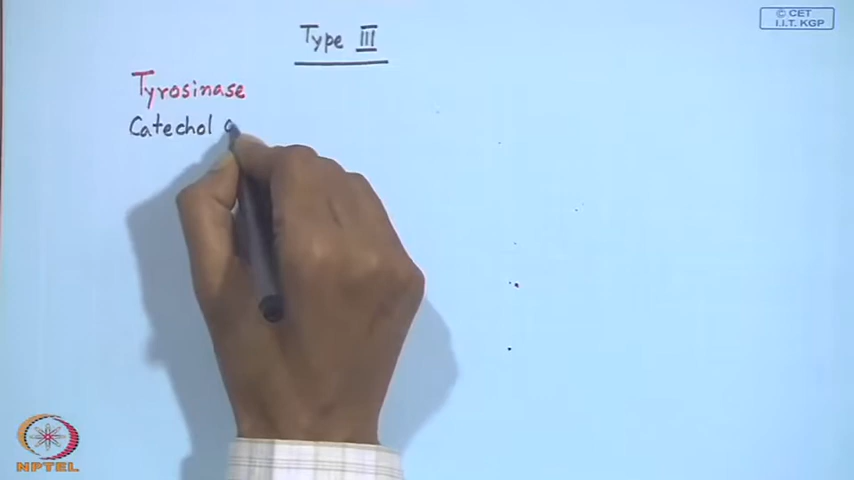 © CET
I.I.T. KGP
Type III
Tyrosinase
Catechol
NPTEL